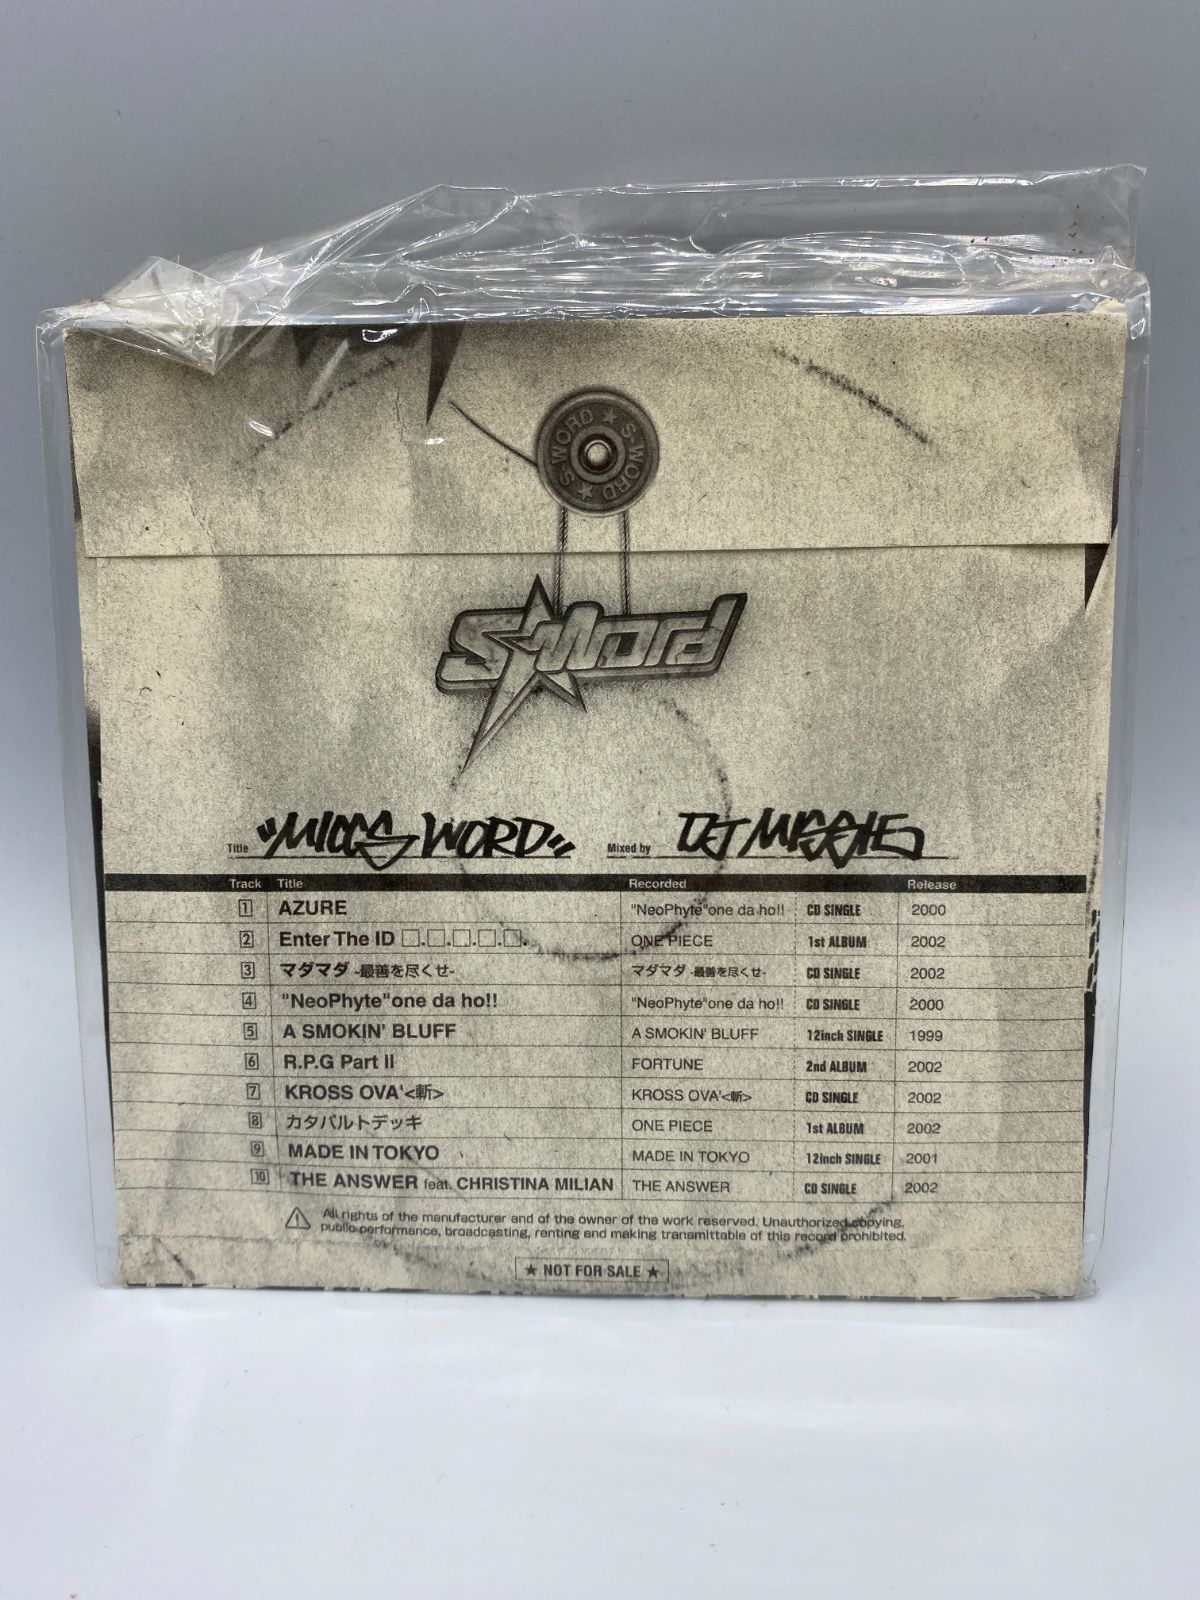 S-WORD ★ S-WORD ★
S-Word
Title "MICCS WORD" Mixed by DJ MISSIE
Track Title Recorded Release
1 AZURE "NeoPhyte"one da ho!! CD SINGLE 2000
2 Enter The ID □.□.□.□.□. ONE PIECE 1st ALBUM 2002
3 マダマダ -最善を尽くせ- マダマダ -最善を尽くせ- CD SINGLE 2002
4 "NeoPhyte"one da ho!! "NeoPhyte"one da ho!! CD SINGLE 2000
5 A SMOKIN' BLUFF A SMOKIN' BLUFF 12inch SINGLE 1999
6 R.P.G Part II FORTUNE 2nd ALBUM 2002
7 KROSS OVA'<斬> KROSS OVA'<斬> CD SINGLE 2002
8 カタパルトデッキ ONE PIECE 1st ALBUM 2002
9 MADE IN TOKYO MADE IN TOKYO 12inch SINGLE 2001
10 THE ANSWER feat. CHRISTINA MILIAN THE ANSWER CD SINGLE 2002
All rights of the manufacturer and of the owner of the work reserved. Unauthorized copying,
public performance, broadcasting, renting and making transmittable of this record prohibited.
★ NOT FOR SALE ★